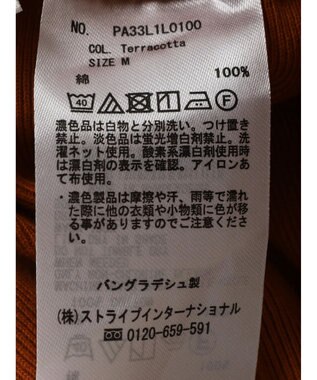 NO. PA33L1L0100
COL. Terracotta
SIZE M
綿 100%
40
濃色品は白物と分別洗い。つけ置き
禁止。淡色品は蛍光増白剤禁止。洗
濯ネット使用。酸素系漂白剤使用時
は漂白剤の表示を確認。アイロンあ
て布使用。
・濃色製品は摩擦や汗、雨等で濡れ
た際に他の衣類や小物類に色が移
る事がありますのでご注意下さい。
バングラデシュ製
(株)ストライプインターナショナル
0120-659-591